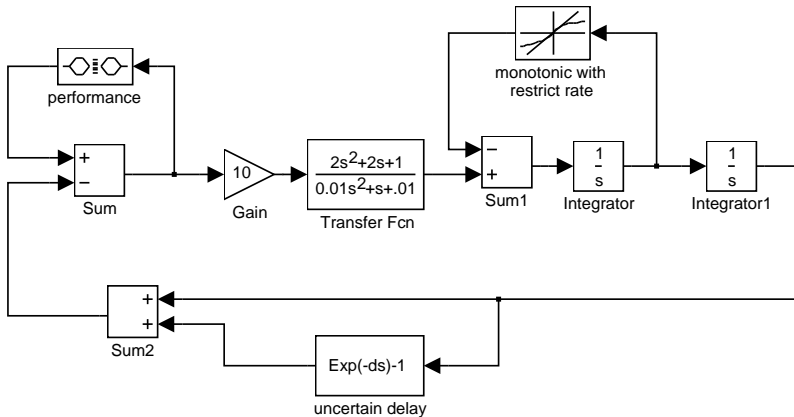 performance
monotonic with
restrict rate
+
−
Sum
10
Gain
2s²+2s+1
0.01s²+s+.01
Transfer Fcn
−
+
Sum1
1
s
Integrator
1
s
Integrator1
+
+
Sum2
Exp(-ds)-1
uncertain delay